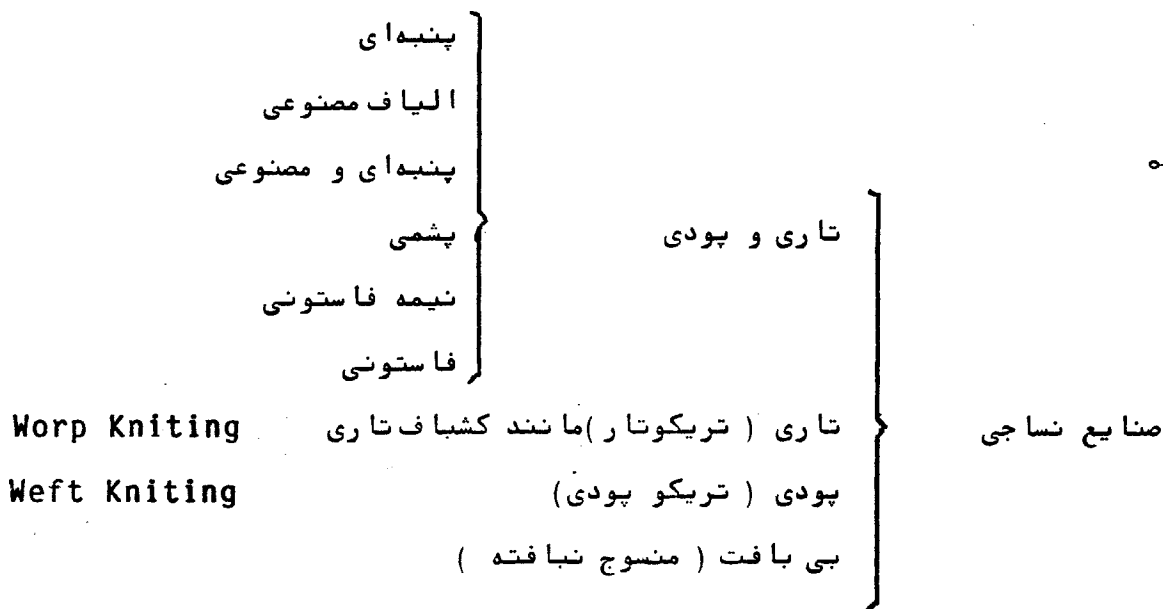 پنبه‌ای
الیاف مصنوعی
پنبه‌ای و مصنوعی
تاری و پودی
پشمی
نیمه فاستونی
فاستونی
صنایع نساجی
تاری ( تریکوتار ) مانند کشباف تاری Worp Kniting
پودی ( تریکو پودی ) Weft Kniting
بی بافت ( منسوج نبافته )